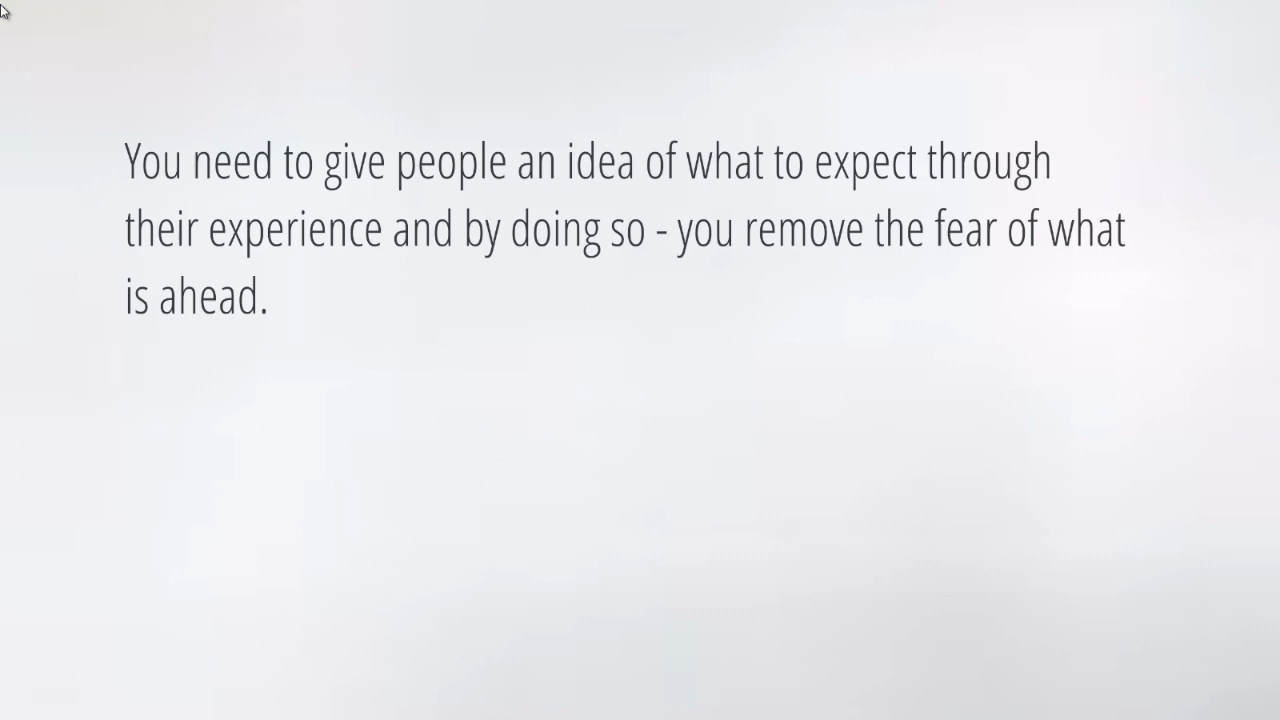 You need to give people an idea of what to expect through
their experience and by doing so - you remove the fear of what
is ahead.